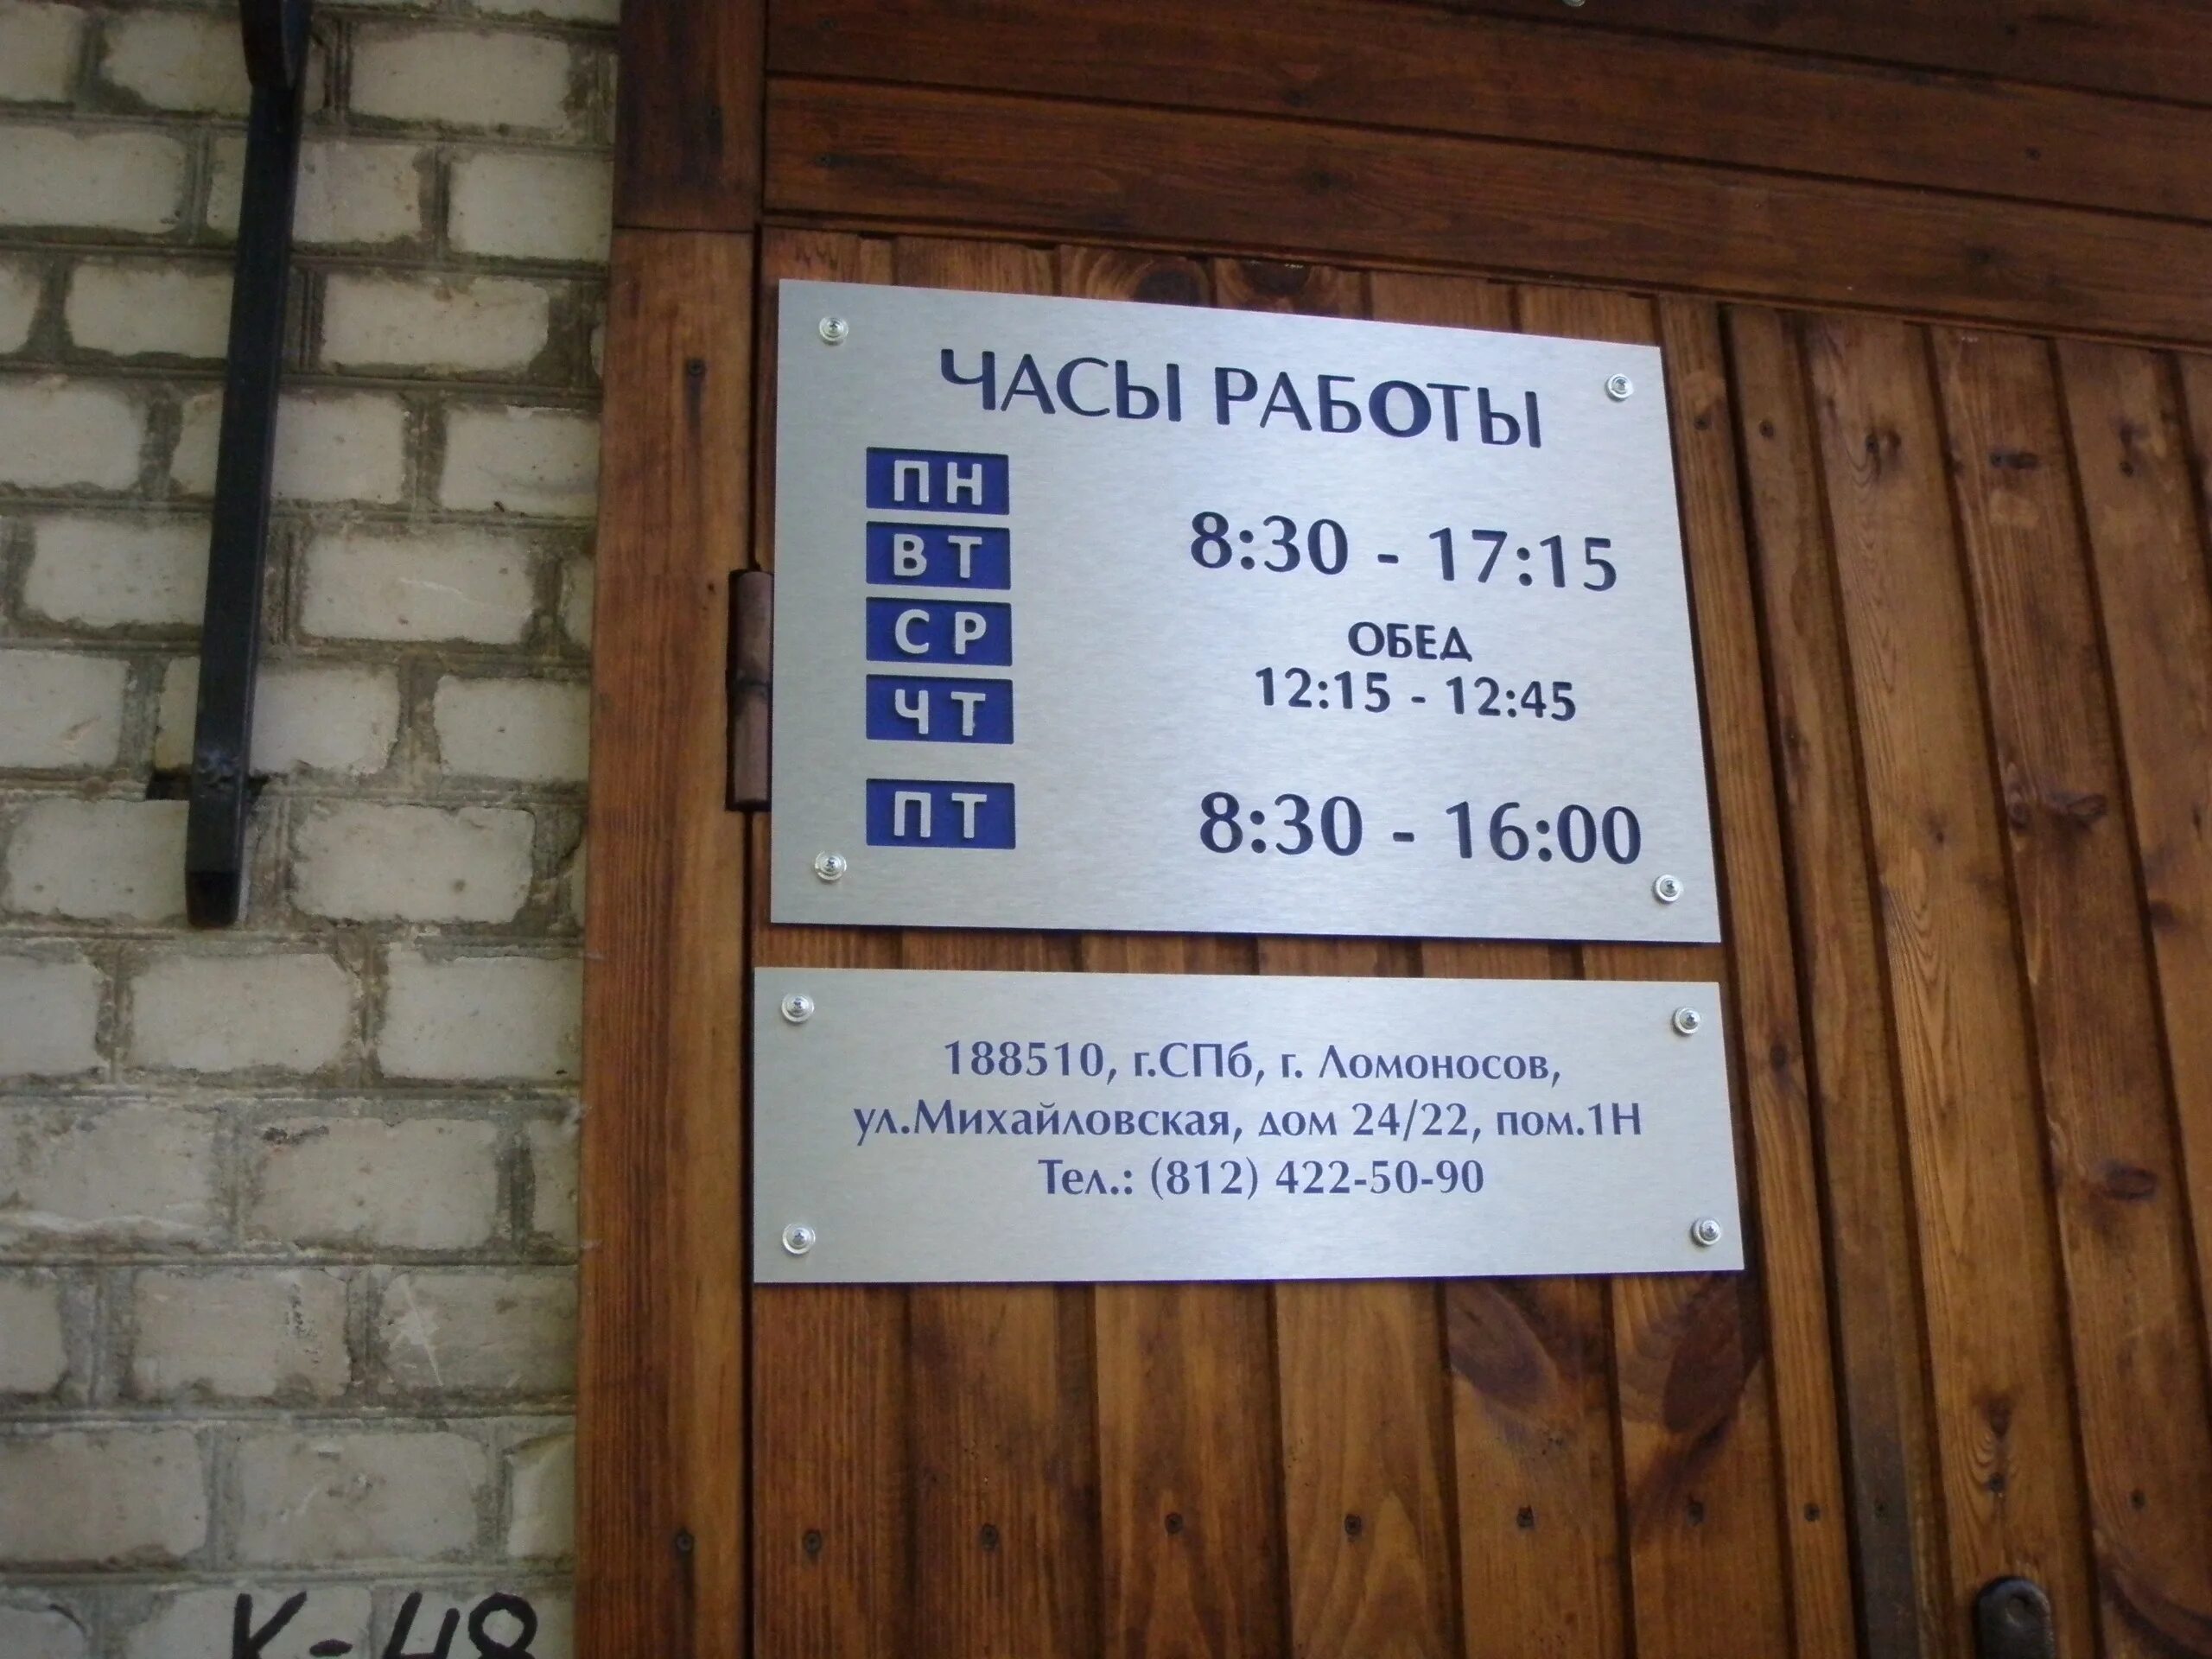 ЧАСЫ РАБОТЫ
ПН
ВТ
СР
ЧТ
8:30 - 17:15
ОБЕД
12:15 - 12:45
ПТ
8:30 - 16:00
188510, г.СПб, г. Ломоносов,
ул.Михайловская, дом 24/22, пом.1Н
Тел.: (812) 422-50-90
К-48